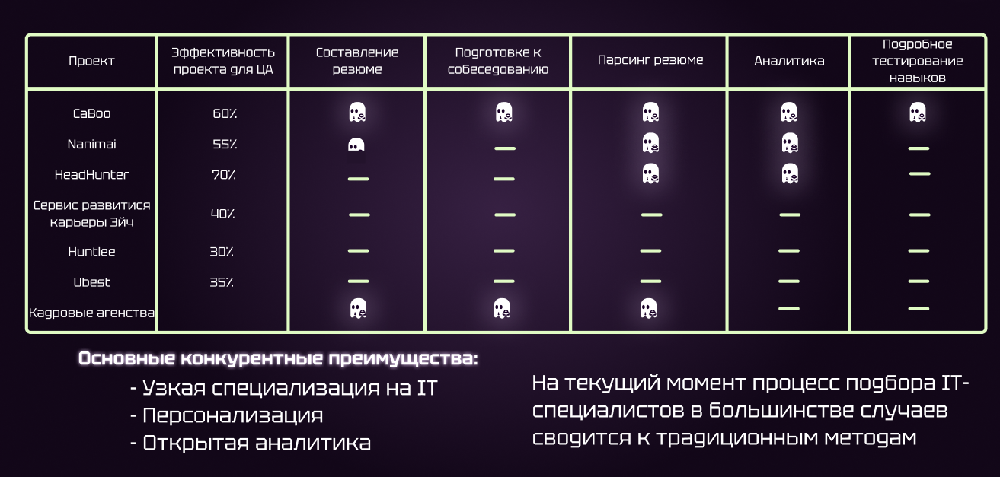 Проект
Эффективность
проекта для ЦА
Составление
резюме
Подготовке к
собеседованию
Парсинг резюме
Аналитика
Подробное
тестирование
навыков
CaBoo 60%
Nanimai 55% — —
HeadHunter 70% — — —
Сервис развитися
карьеры Эйч
40% — — — — —
Huntlee 30% — — — — —
Ubest 35% — — — — —
Кадровые агенства — —
Основные конкурентные преимущества:
- Узкая специализация на IT
- Персонализация
- Открытая аналитика
На текущий момент процесс подбора IT-
специалистов в большинстве случаев
сводится к традиционным методам